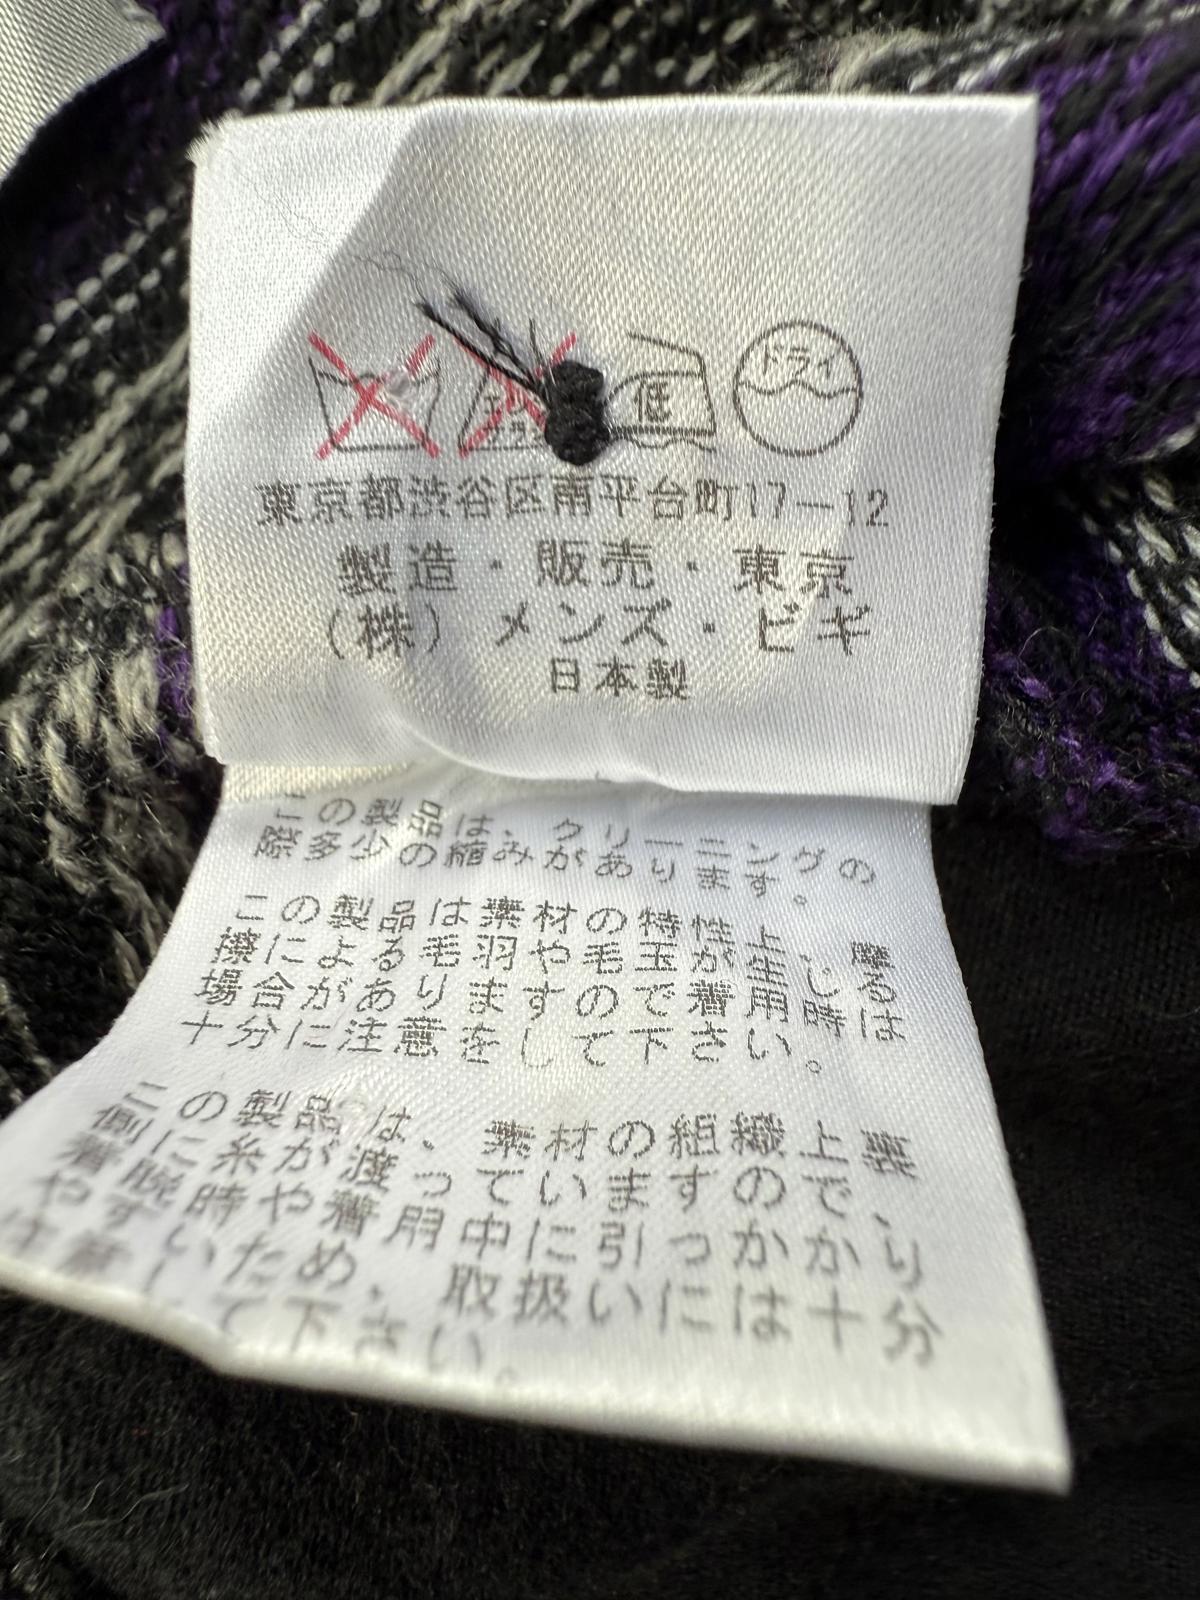 低
ドライ
東京都渋谷区南平台町17-12
製造・販売・東京
(株)メンズ・ビギ
日本製
この製品は、クリーニングの
際多少の縮みがあります。
この製品は素材の特性上、摩
擦による毛羽や毛玉が生じる
場合がありますので着用時は
十分に注意をして下さい。
この製品は、素材の組織上裏
側に糸が渡っていますので、
着脱時や着用中に引っかかり
やすいため、取扱いには十分
注意して下さい。